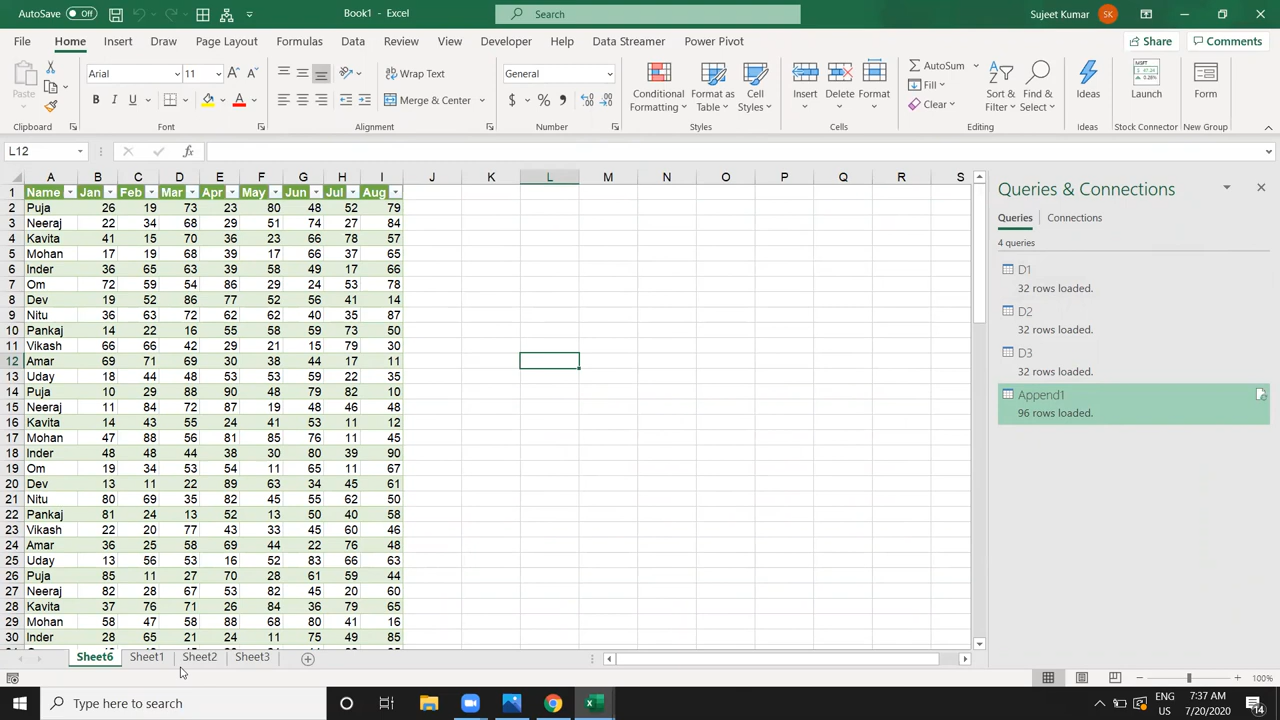 AutoSave Off Book1 - Excel Search Sujeet Kumar SK
File Home Insert Draw Page Layout Formulas Data Review View Developer Help Data Streamer Power Pivot Share Comments
Paste Arial 11 Wrap Text General Conditional Formatting Format as Table Cell Styles Insert Delete Format AutoSum Sort & Filter Find & Select Ideas Launch Form
B I U A Merge & Center $ % Fill Clear
Clipboard Font Alignment Number Styles Cells Editing Ideas Stock Connector New Group
L12 fx
A B C D E F G H I J K L M N O P Q R S
1 Name Jan Feb Mar Apr May Jun Jul Aug
2 Puja 26 19 73 23 80 48 52 79
3 Neeraj 22 34 68 29 51 74 27 84
4 Kavita 41 15 70 36 23 66 78 57
5 Mohan 17 19 68 39 17 66 37 65
6 Inder 36 65 63 39 58 49 17 66
7 Om 72 59 54 86 29 24 53 78
8 Dev 19 52 86 77 52 56 41 14
9 Nitu 36 63 72 62 62 40 35 87
10 Pankaj 14 22 16 55 58 59 73 50
11 Vikash 66 66 42 29 21 15 79 30
12 Amar 69 71 69 30 38 44 17 11
13 Uday 18 44 48 53 53 59 22 35
14 Puja 10 29 88 90 48 79 82 10
15 Neeraj 11 84 72 87 19 48 46 48
16 Kavita 14 43 55 24 41 53 11 12
17 Mohan 47 88 56 81 85 76 11 45
18 Inder 48 48 44 38 30 80 39 90
19 Om 19 34 53 54 11 65 11 67
20 Dev 13 11 22 89 63 34 45 61
21 Nitu 80 69 35 82 45 55 62 50
22 Pankaj 81 24 13 52 13 50 40 58
23 Vikash 22 20 77 43 33 45 60 46
24 Amar 36 25 58 69 44 22 76 48
25 Uday 13 56 53 16 52 83 66 63
26 Puja 85 11 27 70 28 61 59 44
27 Neeraj 82 28 67 53 82 45 20 60
28 Kavita 37 76 71 26 84 36 79 65
29 Mohan 58 47 58 88 68 80 41 16
30 Inder 28 65 21 24 11 75 49 85
Queries & Connections
Queries Connections
4 queries
D1
32 rows loaded.
D2
32 rows loaded.
D3
32 rows loaded.
Append1
96 rows loaded.
Sheet6 Sheet1 Sheet2 Sheet3
100%
Type here to search ENG 7:37 AM
7/20/2020